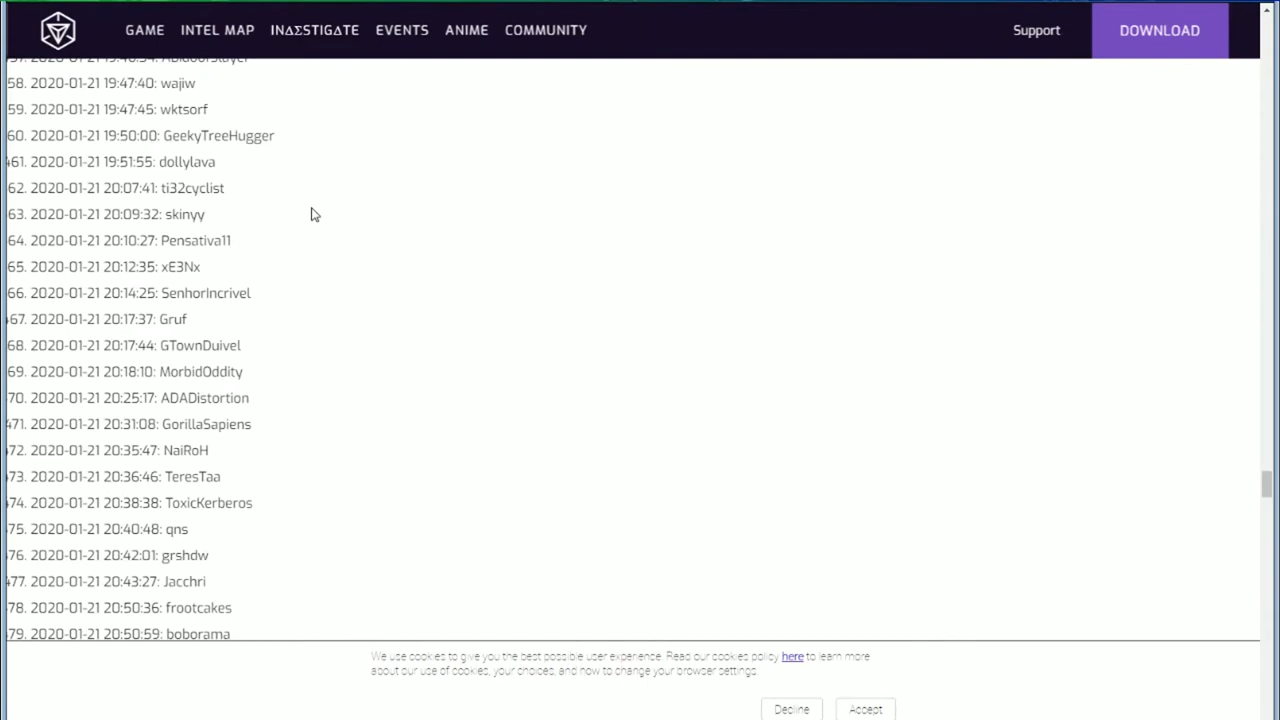 GAME INTEL MAP INΔΣSTIGΔTE EVENTS ANIME COMMUNITY Support DOWNLOAD
58. 2020-01-21 19:47:40: wajiw
59. 2020-01-21 19:47:45: wktsorf
60. 2020-01-21 19:50:00: GeekyTreeHugger
461. 2020-01-21 19:51:55: dollylava
62. 2020-01-21 20:07:41: ti32cyclist
63. 2020-01-21 20:09:32: skinyy
64. 2020-01-21 20:10:27: Pensativa11
65. 2020-01-21 20:12:35: xE3Nx
66. 2020-01-21 20:14:25: SenhorIncrivel
467. 2020-01-21 20:17:37: Gruf
68. 2020-01-21 20:17:44: GTownDuivel
69. 2020-01-21 20:18:10: MorbidOddity
70. 2020-01-21 20:25:17: ADADistortion
471. 2020-01-21 20:31:08: GorillaSapiens
72. 2020-01-21 20:35:47: NaiRoH
473. 2020-01-21 20:36:46: TeresTaa
474. 2020-01-21 20:38:38: ToxicKerberos
75. 2020-01-21 20:40:48: qns
76. 2020-01-21 20:42:01: grshdw
477. 2020-01-21 20:43:27: Jacchri
78. 2020-01-21 20:50:36: frootcakes
79. 2020-01-21 20:50:59: boborama
We use cookies to give you the best possible user experience. Read our cookies policy here to learn more
about our use of cookies, your choices, and how to change your browser settings.
Decline Accept